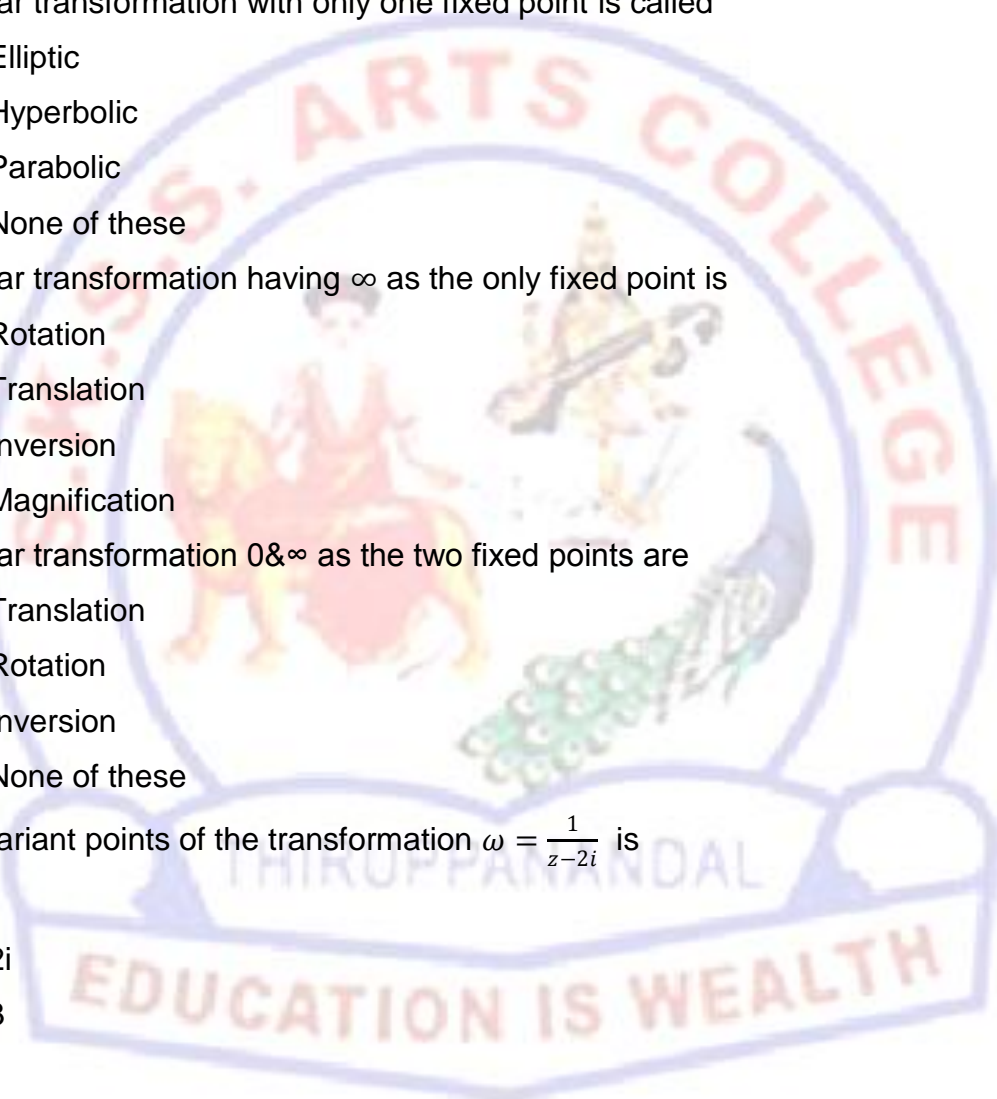 ar transformation with only one fixed point is called
Elliptic
Hyperbolic
Parabolic
None of these
ar transformation having ∞ as the only fixed point is
Rotation
Translation
nversion
Magnification
ar transformation 0&∞ as the two fixed points are
Translation
Rotation
nversion
None of these
ariant points of the transformation ω = 1/(z−2i) is
2i
3
S.K.S.S. ARTS COLLEGE
THIRUPPANANDAL
EDUCATION IS WEALTH